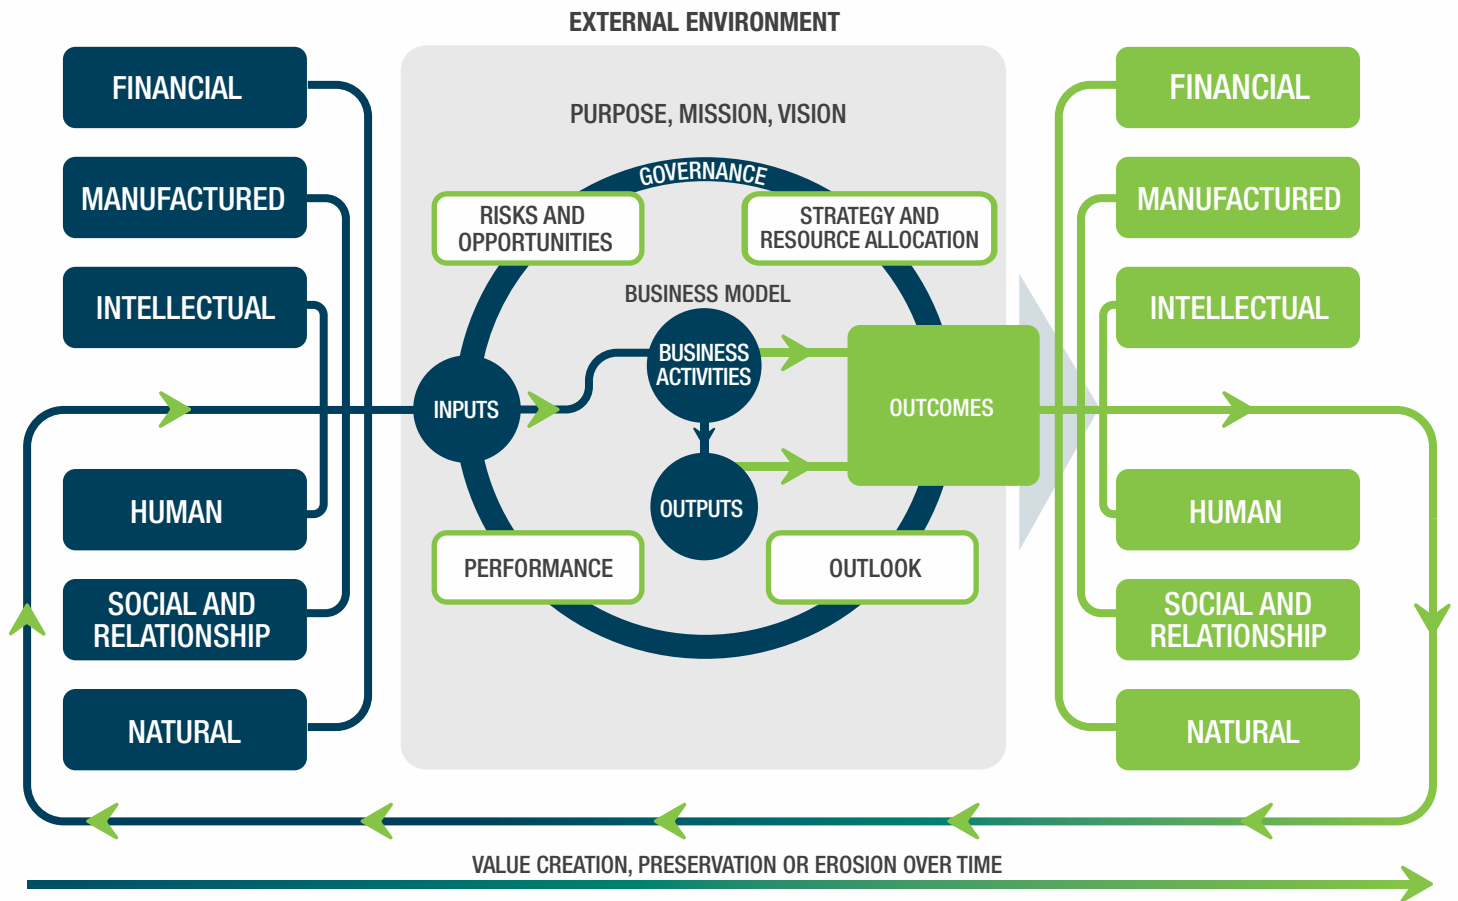 EXTERNAL ENVIRONMENT
FINANCIAL
MANUFACTURED
INTELLECTUAL
HUMAN
SOCIAL AND
RELATIONSHIP
NATURAL
PURPOSE, MISSION, VISION
GOVERNANCE
RISKS AND
OPPORTUNITIES
STRATEGY AND
RESOURCE ALLOCATION
BUSINESS MODEL
INPUTS
BUSINESS
ACTIVITIES
OUTPUTS
OUTCOMES
PERFORMANCE
OUTLOOK
FINANCIAL
MANUFACTURED
INTELLECTUAL
HUMAN
SOCIAL AND
RELATIONSHIP
NATURAL
VALUE CREATION, PRESERVATION OR EROSION OVER TIME